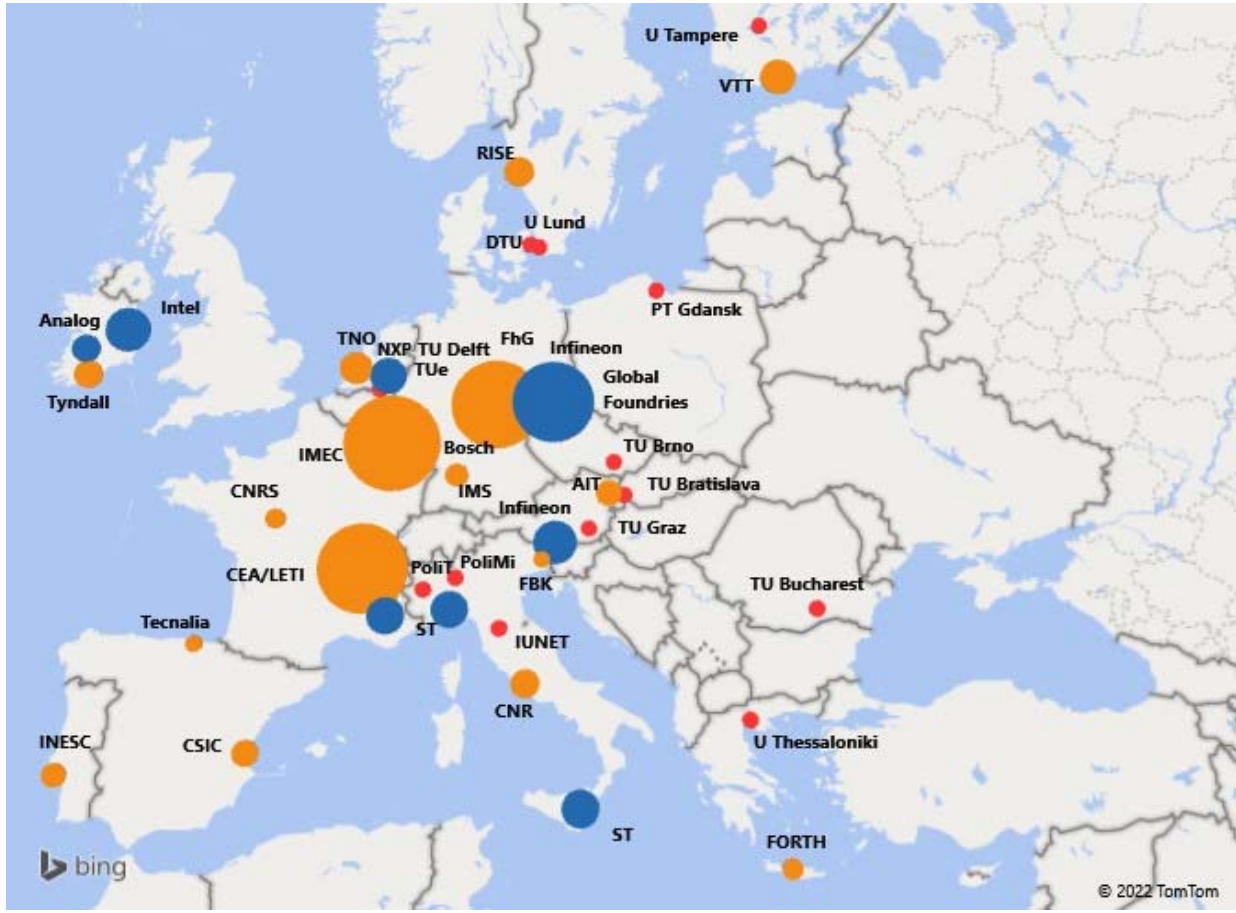 U Tampere
VTT
RISE
U Lund
DTU
PT Gdansk
Intel
Analog
Tyndall
TNO
NXP TU Delft
TUe
FhG
Infineon
Global
Foundries
IMEC
Bosch
IMS
TU Brno
AIT
TU Bratislava
CNRS
Infineon
TU Graz
CEA/LETI
PoliT
PoliMi
FBK
TU Bucharest
Tecnalia
ST
IUNET
CNR
INESC
CSIC
U Thessaloniki
ST
FORTH
bing
© 2022 TomTom